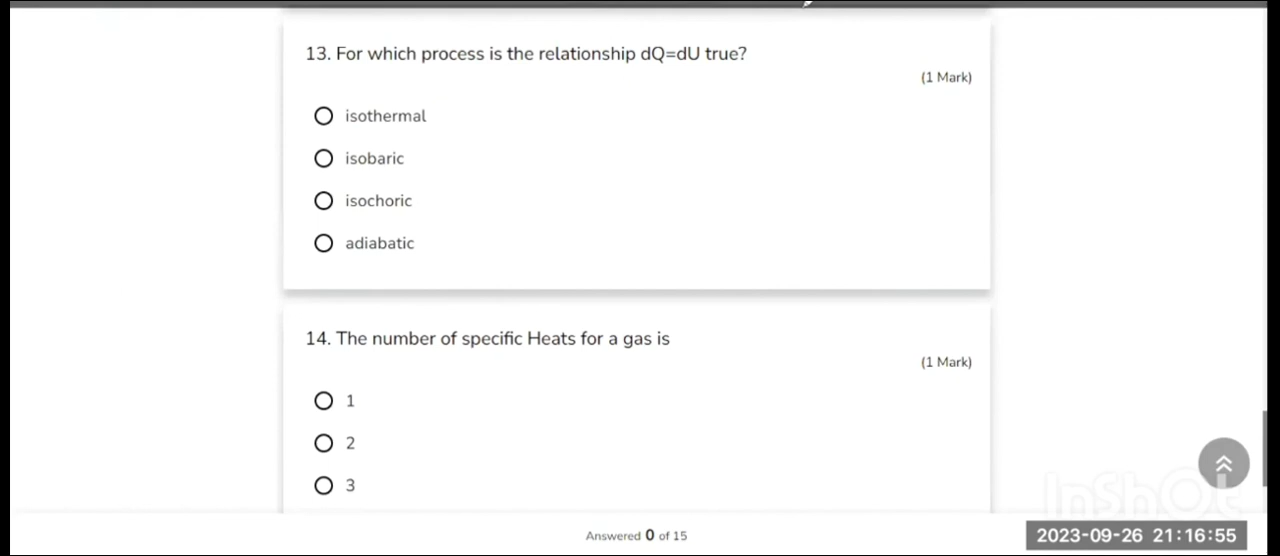 13. For which process is the relationship dQ=dU true?
(1 Mark)
isothermal
isobaric
isochoric
adiabatic
14. The number of specific Heats for a gas is
(1 Mark)
1
2
3
InShOt
Answered 0 of 15
2023-09-26 21:16:55